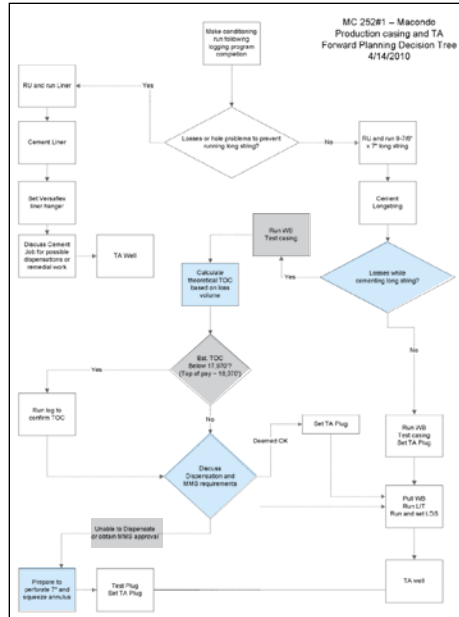 MC 252#1 – Macondo
Production casing and TA
Forward Planning Decision Tree
4/14/2010
Make conditioning
run following
logging program
completion
RU and run Liner
Yes
Losses or hole problems to prevent
running long string?
No
RU and run 9-7/8"
x 7" long string
Cement Liner
Cement
Longstring
Set Versaflex
liner hanger
Run WB
Test casing
Discuss Cement
Job for possible
dispensations or
remedial work
TA Well
Calculate
theoretical TOC
based on loss
volume
Yes
Losses while
cementing long string?
No
Est. TOC
Below 17,970'?
(Top of pay ~ 18,070')
Yes
Run log to
confirm TOC
No
Deemed OK
Set TA Plug
Run WB
Test casing
Set TA Plug
Discuss
Dispensation and
MMS requirements
Pull WB
Run LIT
Run and set LDS
Unable to Dispensate
or obtain MMS approval
Prepare to
perforate 7" and
squeeze annulus
Test Plug
Set TA Plug
TA well